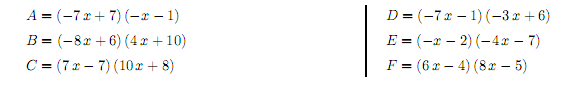 A = (−7x + 7)(−x − 1)
B = (−8x + 6)(4x + 10)
C = (7x − 7)(10x + 8)
D = (−7x − 1)(−3x + 6)
E = (−x − 2)(−4x − 7)
F = (6x − 4)(8x − 5)